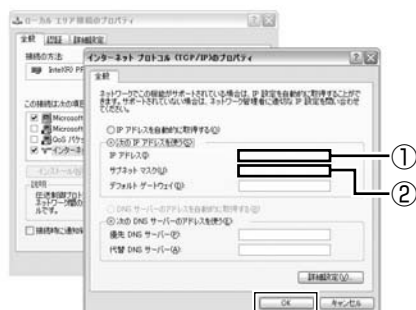 ローカル エリア接続のプロパティ
全般 認証 詳細設定
接続の方法:
Intel(R) PF
この接続は次の項目
Microsoft
Microsoft
QoS パケッ
インターネッ
インストール(N)
説明
伝送制御プロト
ネットワーク間の
ルです。
接続時に通知
インターネット プロトコル (TCP/IP)のプロパティ
全般
ネットワークでこの機能がサポートされている場合は、IP 設定を自動的に取得することがで
きます。サポートされていない場合は、ネットワーク管理者に適切な IP 設定を問い合わせ
てください。
IP アドレスを自動的に取得する(O)
次の IP アドレスを使う(S):
IP アドレス(I):
①
サブネット マスク(U):
②
デフォルト ゲートウェイ(D):
DNS サーバーのアドレスを自動的に取得する(B)
次の DNS サーバーのアドレスを使う(E):
優先 DNS サーバー(P):
代替 DNS サーバー(A):
詳細設定(V)...
OK キャンセル